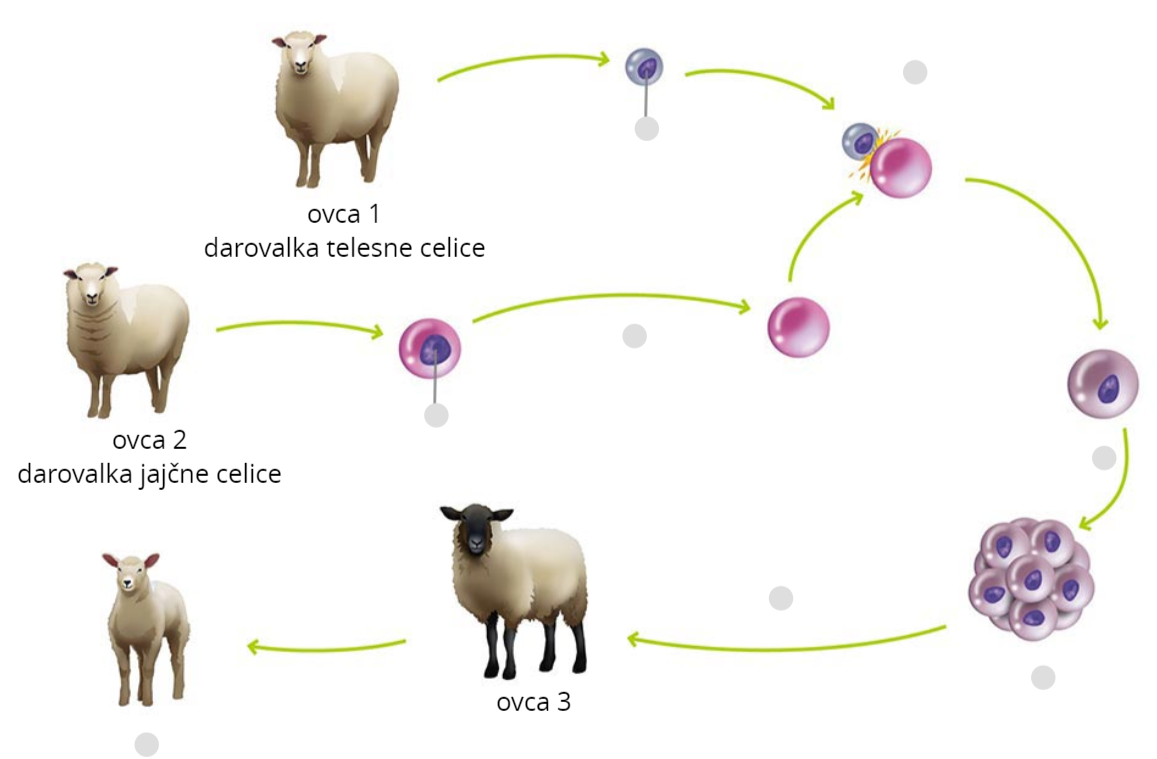 ovca 1
darovalka telesne celice
ovca 2
darovalka jajčne celice
ovca 3